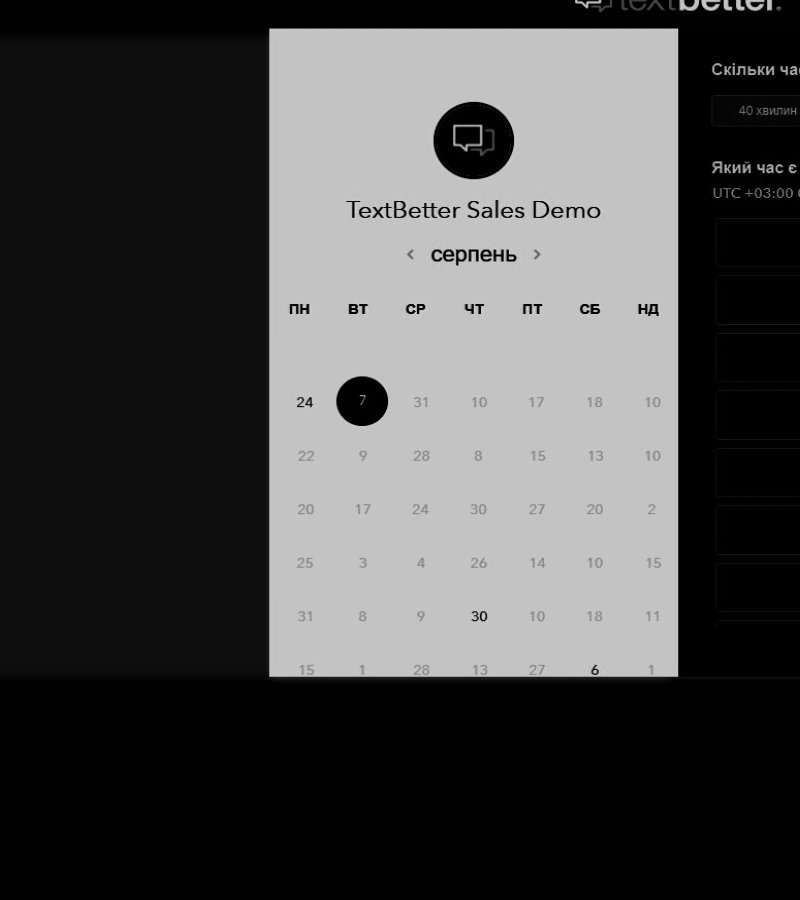 textbetter.
TextBetter Sales Demo
серпень
ПН ВТ СР ЧТ ПТ СБ НД
24 7 31 10 17 18 10
22 9 28 8 15 13 10
20 17 24 30 27 20 2
25 3 4 26 14 10 15
31 8 9 30 10 18 11
15 1 28 13 27 6 1
Скільки
40 хвилин
Який час є
UTC +03:00